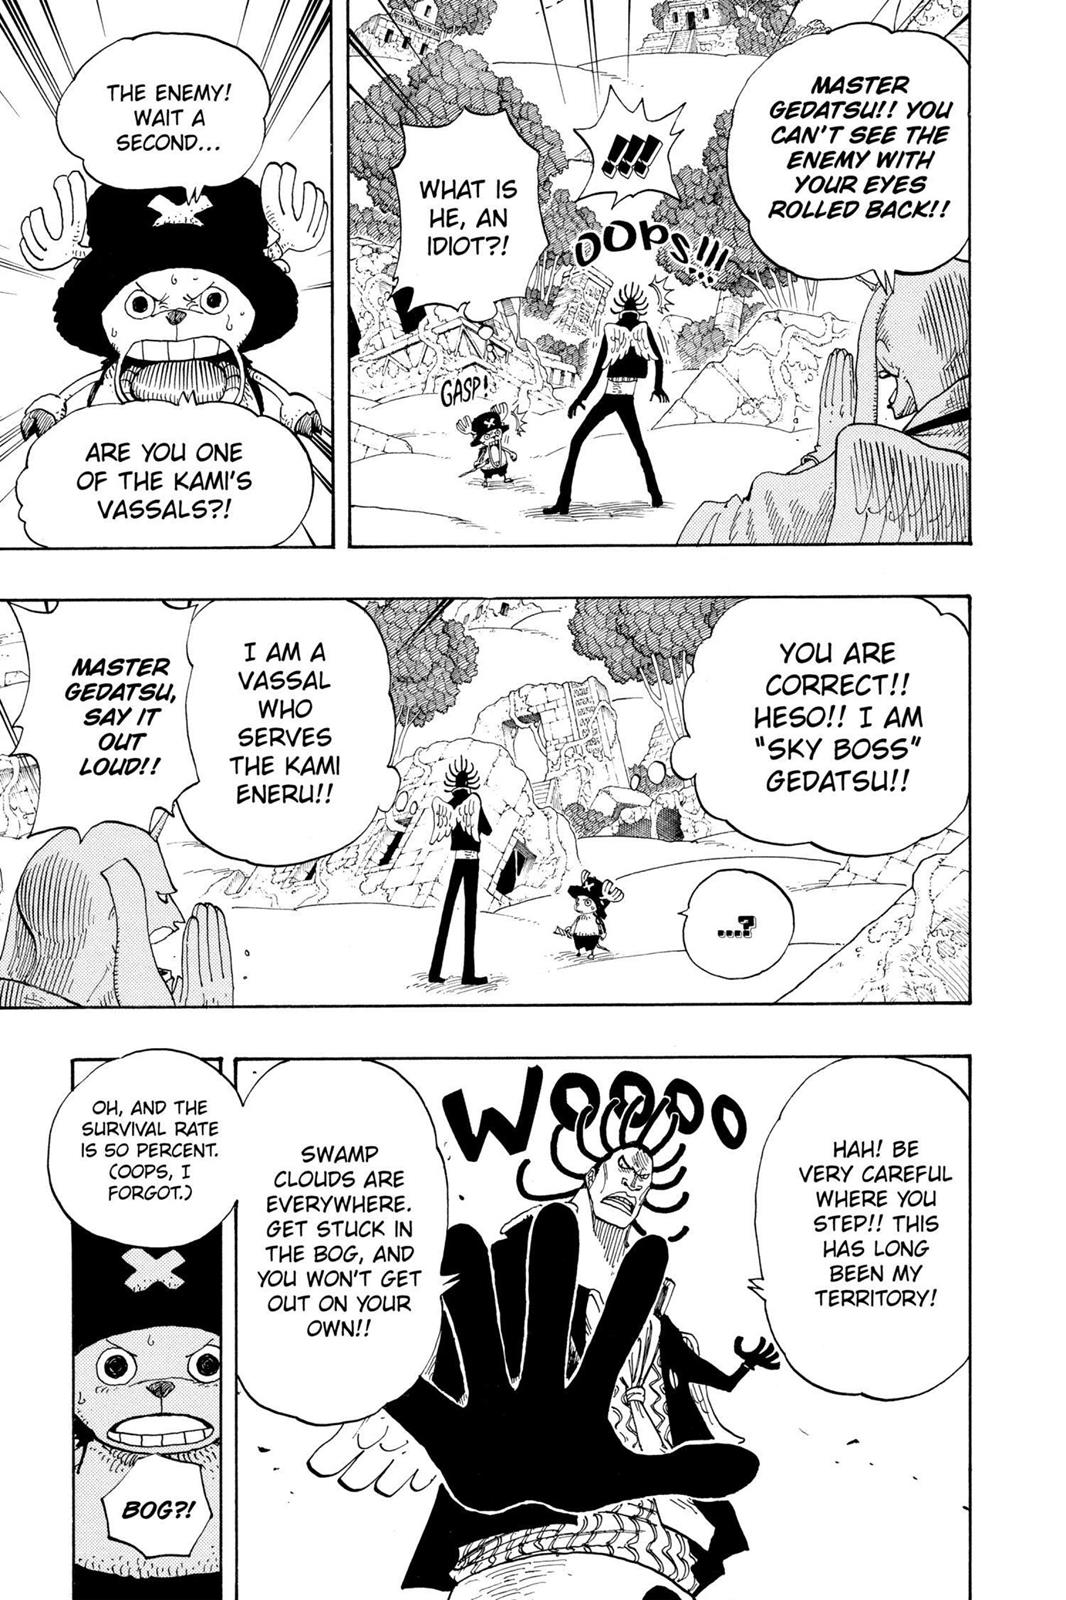 MASTER
GEDATSU!! YOU
CAN'T SEE THE
ENEMY WITH
YOUR EYES
ROLLED BACK!!
!!!
OOPS!!!
WHAT IS
HE, AN
IDIOT?!
GASP!
THE ENEMY!
WAIT A
SECOND...
ARE YOU ONE
OF THE KAMI'S
VASSALS?!
YOU ARE
CORRECT!!
HESO!! I AM
"SKY BOSS"
GEDATSU!!
....?
I AM A
VASSAL
WHO
SERVES
THE KAMI
ENERU!!
MASTER
GEDATSU,
SAY IT
OUT
LOUD!!
HAH! BE
VERY CAREFUL
WHERE YOU
STEP!! THIS
HAS LONG
BEEN MY
TERRITORY!
WOOOO
SWAMP
CLOUDS ARE
EVERYWHERE.
GET STUCK IN
THE BOG, AND
YOU WON'T GET
OUT ON YOUR
OWN!!
OH, AND THE
SURVIVAL RATE
IS 50 PERCENT.
(OOPS, I
FORGOT.)
BOG?!